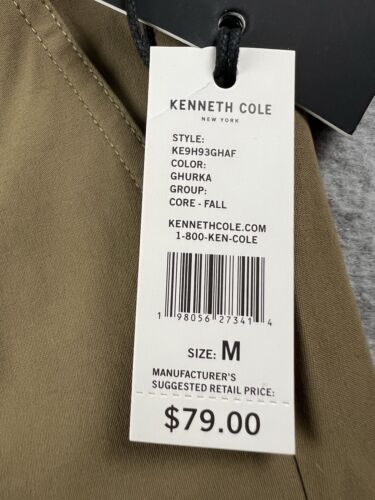 KENNETH COLE
NEW YORK
STYLE:
KE9H93GHAF
COLOR:
GHURKA
GROUP:
CORE - FALL
KENNETHCOLE.COM
1-800-KEN-COLE
1 98056 27341 4
SIZE: M
MANUFACTURER'S
SUGGESTED RETAIL PRICE:
$79.00